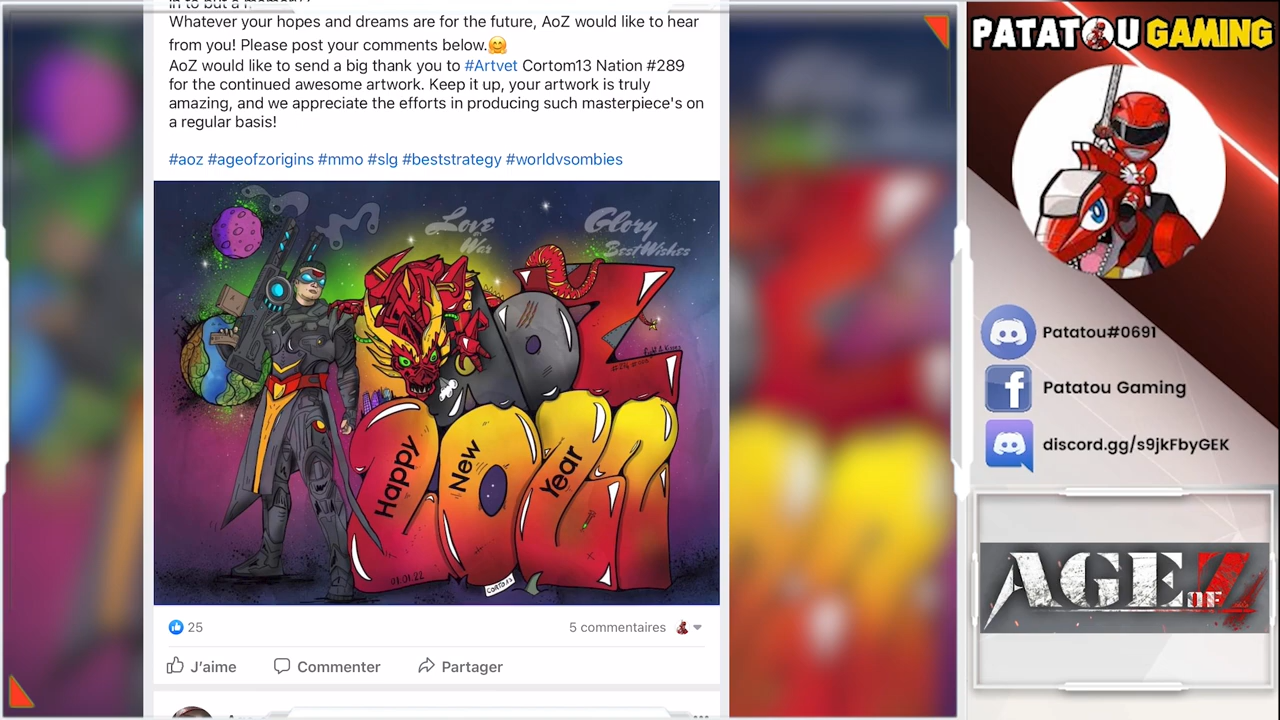 Whatever your hopes and dreams are for the future, AoZ would like to hear
from you! Please post your comments below.🤗
AoZ would like to send a big thank you to #Artvet Cortom13 Nation #289
for the continued awesome artwork. Keep it up, your artwork is truly
amazing, and we appreciate the efforts in producing such masterpiece's on
a regular basis!
#aoz #ageofzorigins #mmo #slg #beststrategy #worldvsombies
Love
War
Glory
BestWishes
AOZ
Happy New Year
2022
01.01.22
25
5 commentaires
J'aime
Commenter
Partager
PATATOU GAMING
Patatou#0691
Patatou Gaming
discord.gg/s9jkFbyGEK
AGE OF Z